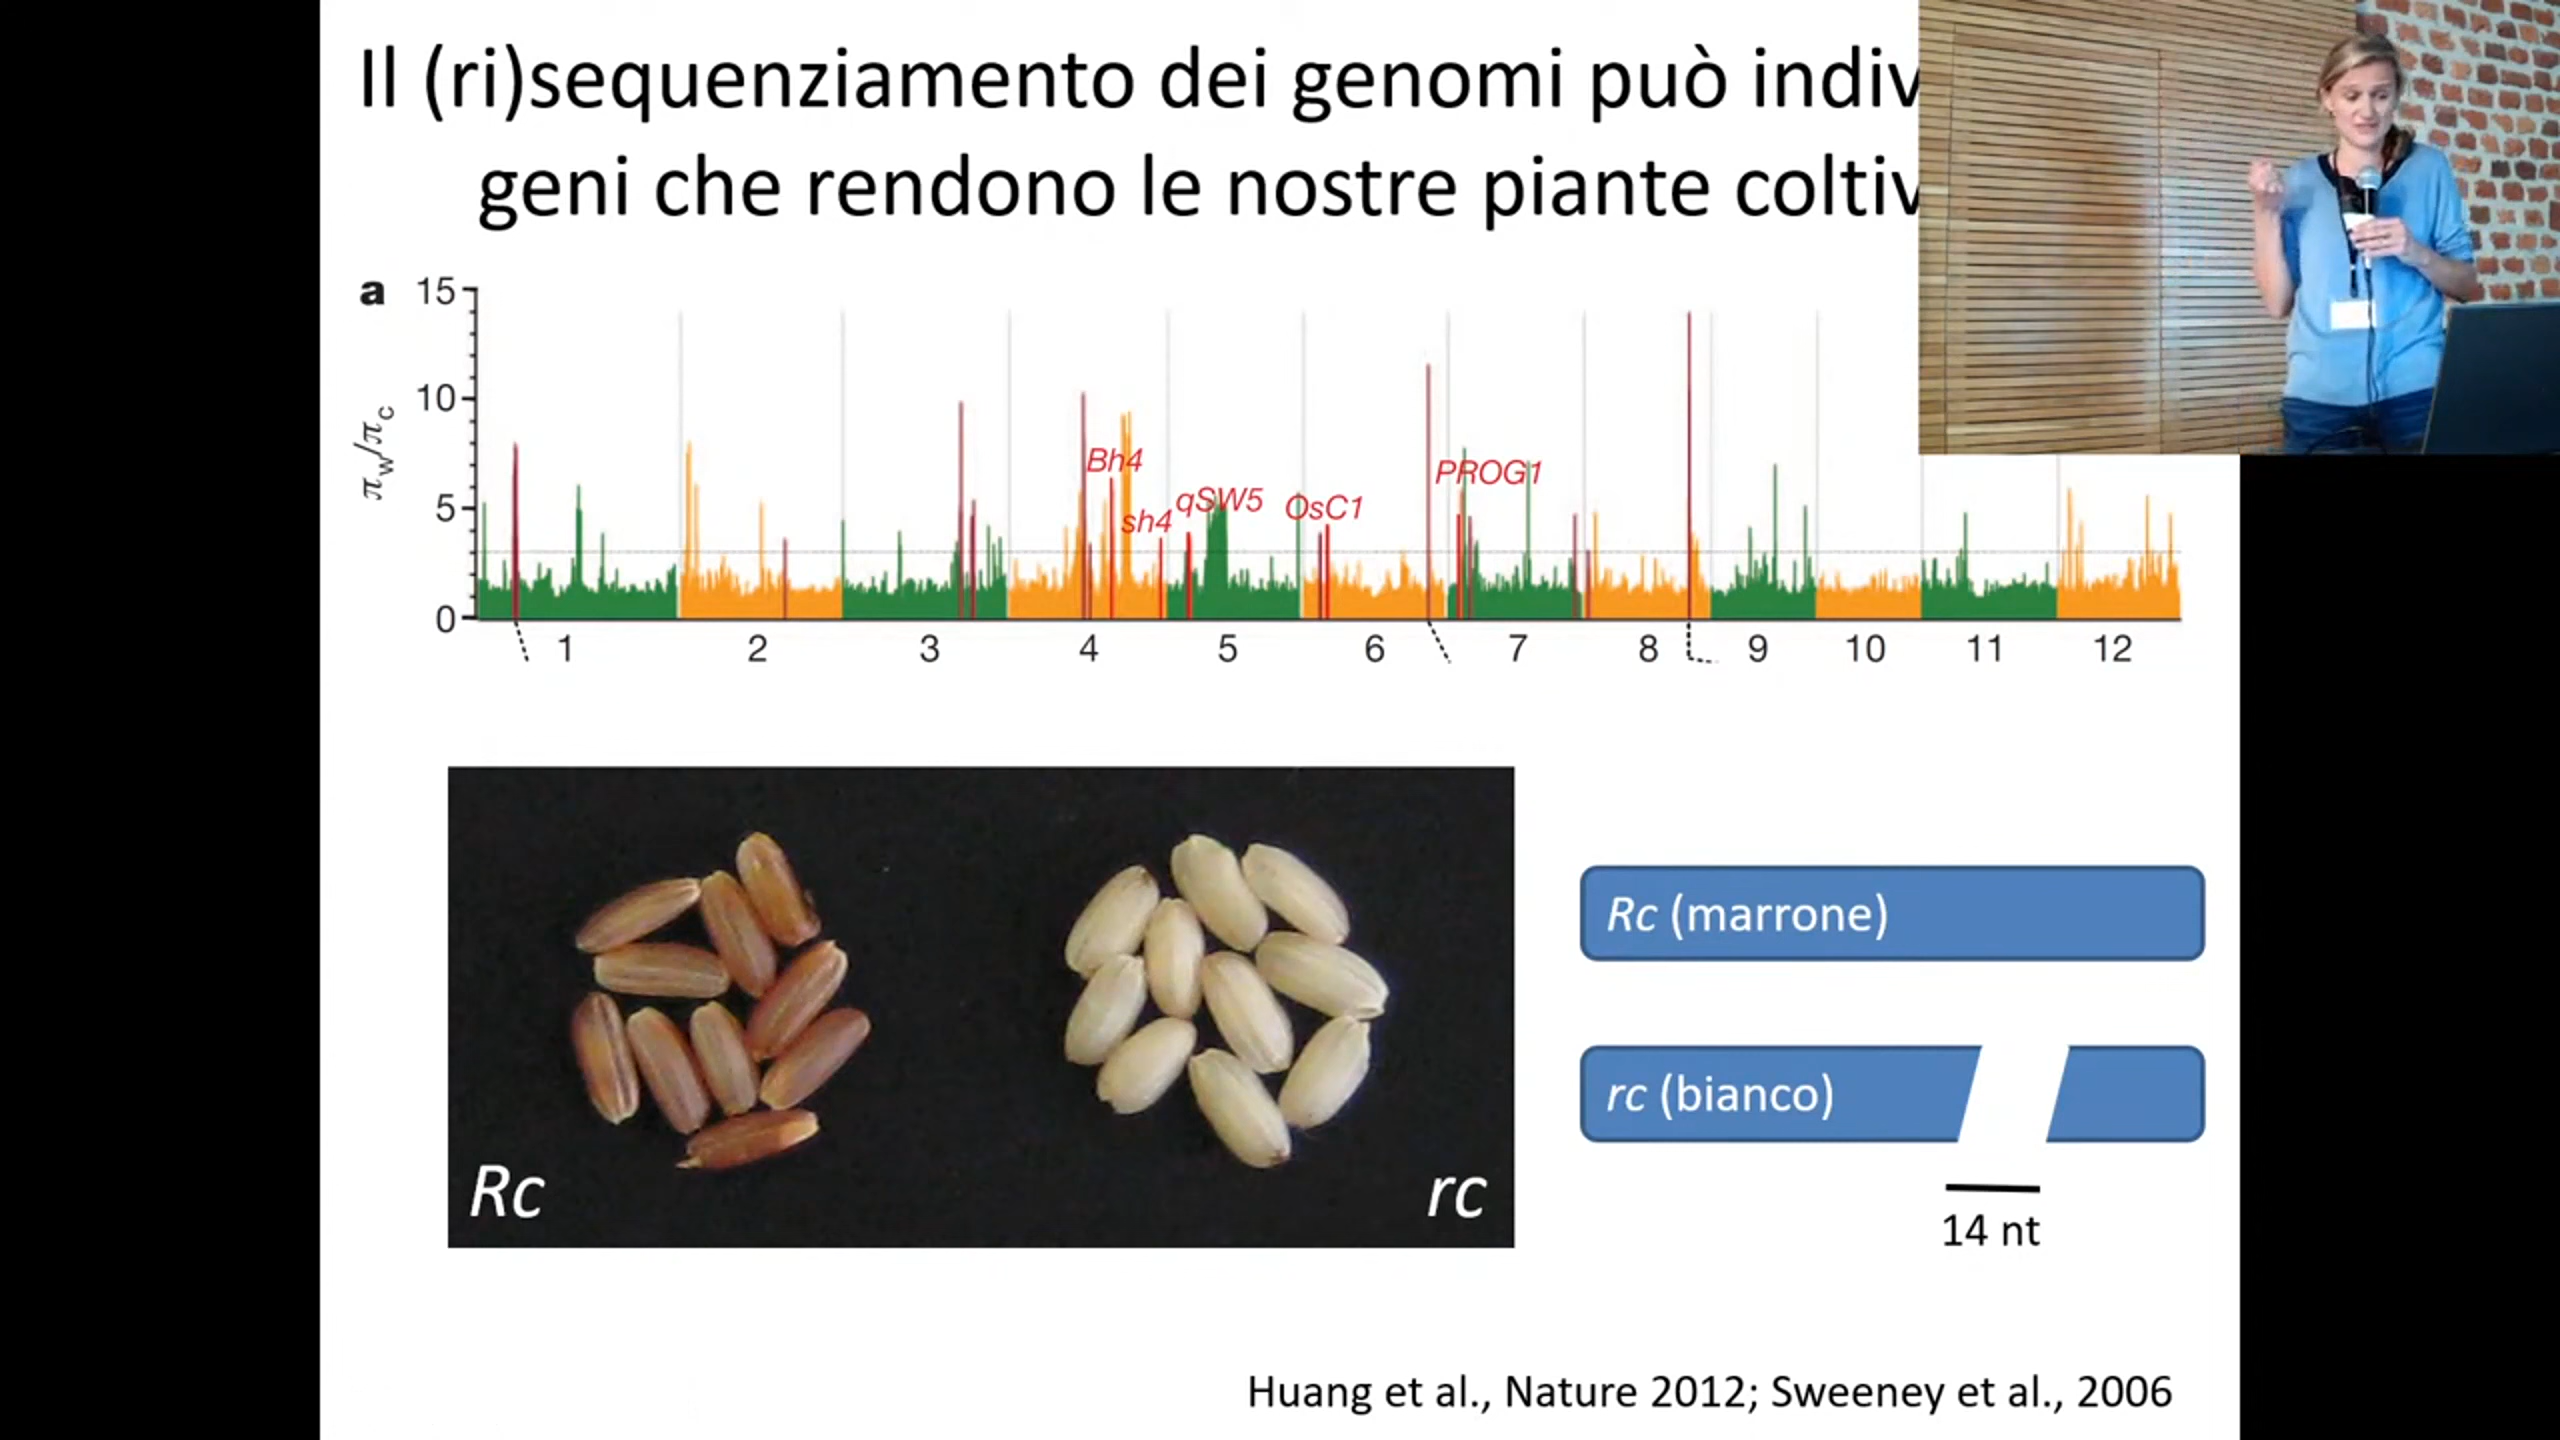 Il (ri)sequenziamento dei genomi può indiv
geni che rendono le nostre piante coltiv
a
15
10
5
0
πw/πc
Bh4
sh4
qSW5
OsC1
PROG1
1 2 3 4 5 6 7 8 9 10 11 12
Rc
rc
Rc (marrone)
rc (bianco)
14 nt
Huang et al., Nature 2012; Sweeney et al., 2006